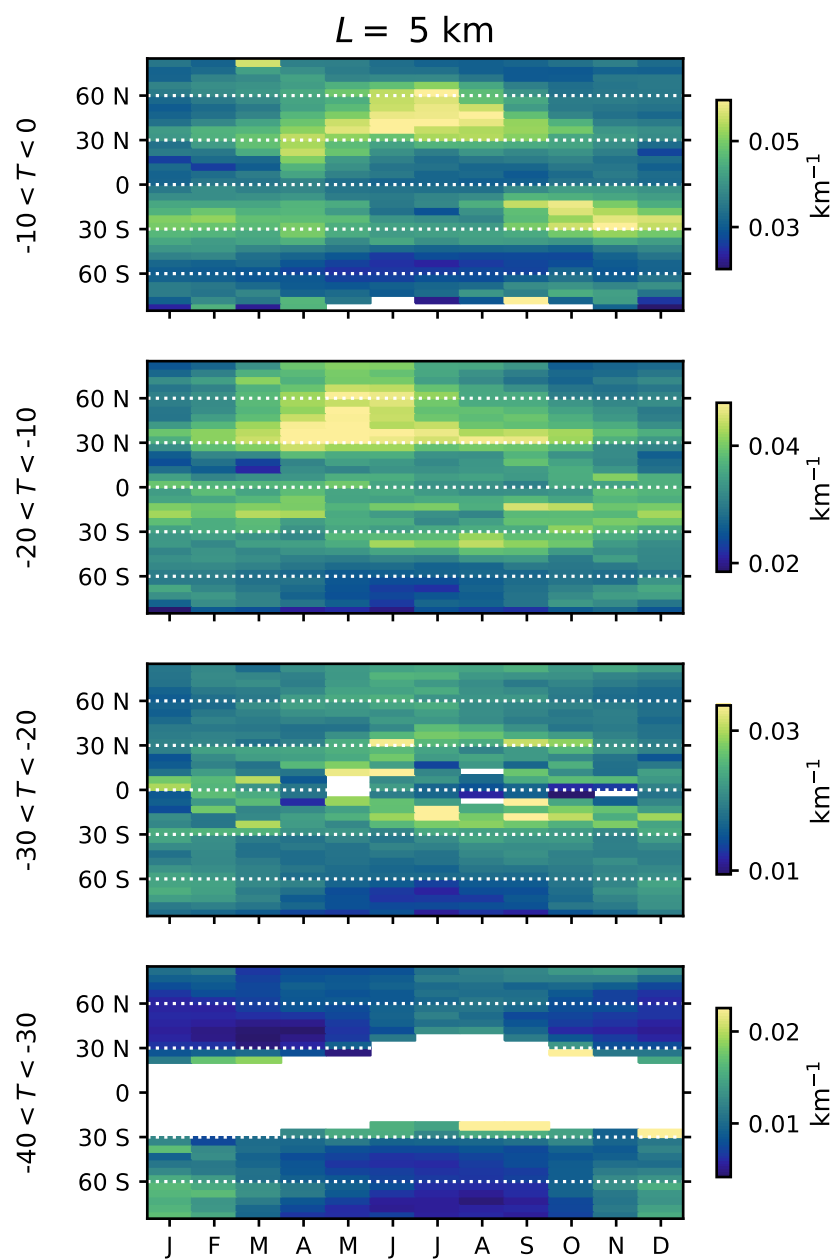 L = 5 km
-10 < T < 0
60 N
30 N
0
30 S
60 S
0.05
0.03
km⁻¹
-20 < T < -10
60 N
30 N
0
30 S
60 S
0.04
0.02
km⁻¹
-30 < T < -20
60 N
30 N
0
30 S
60 S
0.03
0.01
km⁻¹
-40 < T < -30
60 N
30 N
0
30 S
60 S
0.02
0.01
km⁻¹
J F M A M J J A S O N D